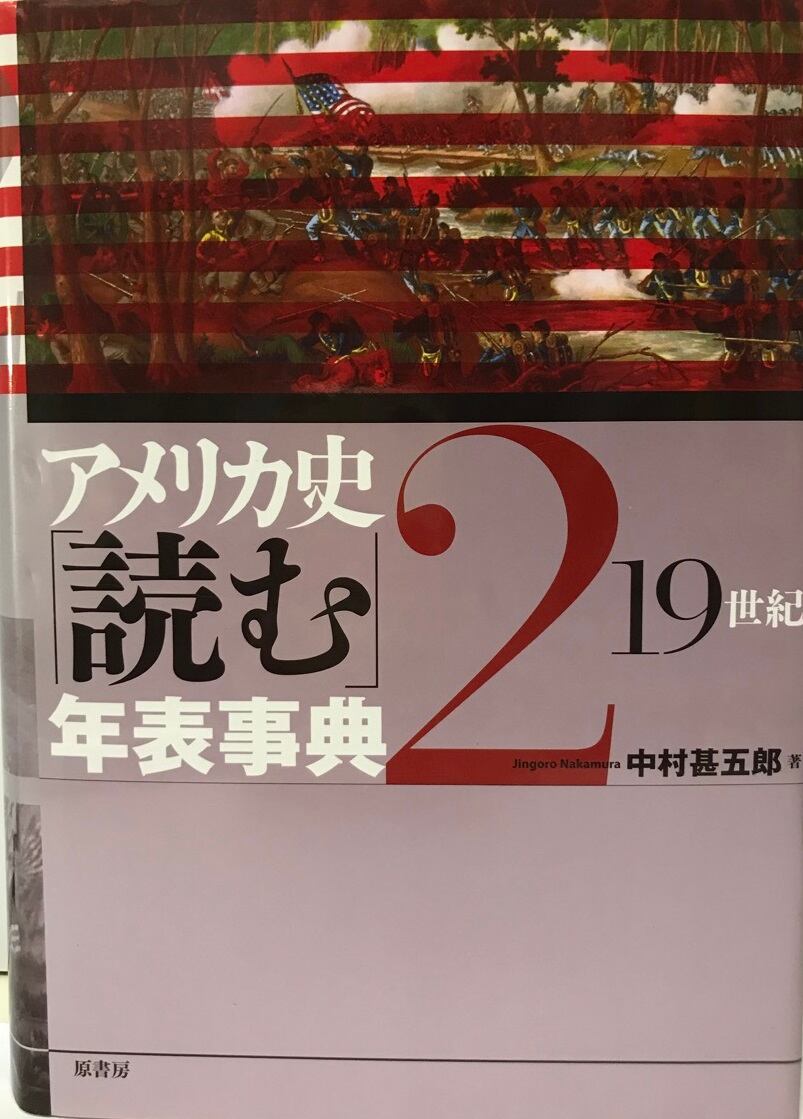 アメリカ史
「読む」
年表事典
2
19世紀
Jingoro Nakamura 中村甚五郎 著
原書房